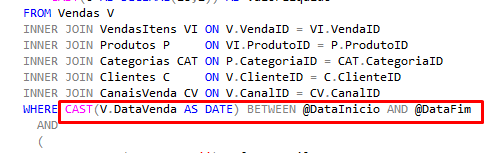 FROM Vendas V
INNER JOIN VendasItens VI ON V.VendaID = VI.VendaID
INNER JOIN Produtos P ON VI.ProdutoID = P.ProdutoID
INNER JOIN Categorias CAT ON P.CategoriaID = CAT.CategoriaID
INNER JOIN Clientes C ON V.ClienteID = C.ClienteID
INNER JOIN CanaisVenda CV ON V.CanalID = CV.CanalID
WHERE CAST(V.DataVenda AS DATE) BETWEEN @DataInicio AND @DataFim
AND
(